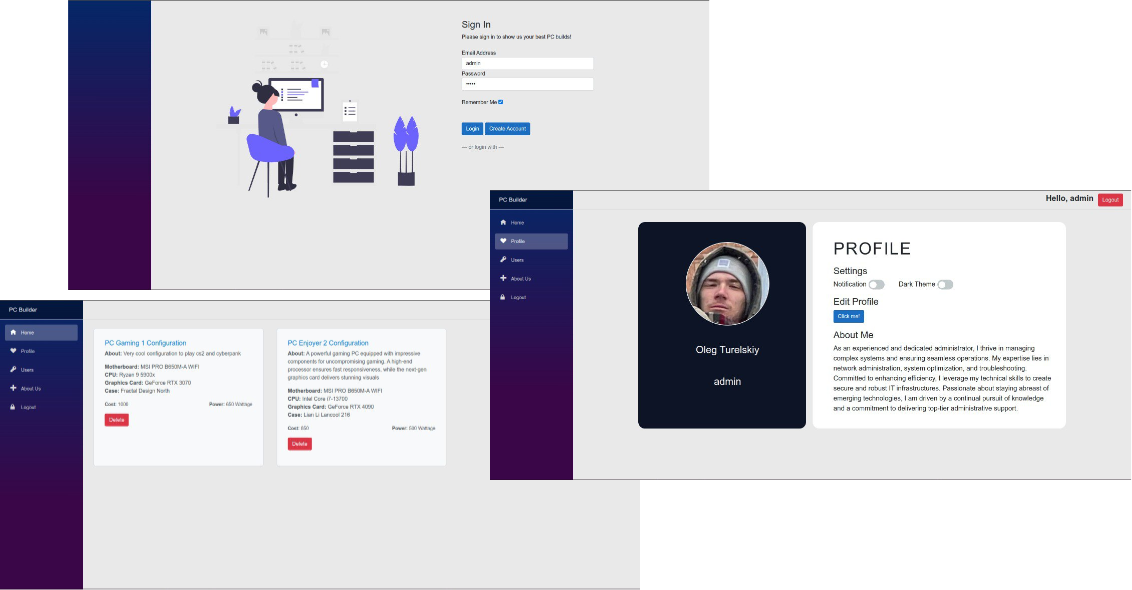 Sign In
Please sign in to show us your best PC builds!
Email Address
admin
Password
•••••
Remember Me
Login Create Account
— or login with —
PC Builder
Hello, admin Logout
Home
Profile
Users
About Us
Logout
Oleg Turelskiy
admin
PROFILE
Settings
Notification Dark Theme
Edit Profile
Click me!
About Me
As an experienced and dedicated administrator, I thrive in managing
complex systems and ensuring seamless operations. My expertise lies in
network administration, system optimization, and troubleshooting.
Committed to enhancing efficiency, I leverage my technical skills to create
secure and robust IT infrastructures. Passionate about staying abreast of
emerging technologies, I am driven by a continual pursuit of knowledge
and a commitment to delivering top-tier administrative support.
PC Builder
Home
Profile
Users
About Us
Logout
PC Gaming 1 Configuration
About: Very cool configuration to play cs2 and cyberpank
Motherboard: MSI PRO B650M-A WIFI
CPU: Ryzen 9 5900x
Graphics Card: GeForce RTX 3070
Case: Fractal Design North
Cost: 1000 Power: 650 Wattage
Delete
PC Enjoyer 2 Configuration
About: A powerful gaming PC equipped with impressive
components for uncompromising gaming. A high-end
processor ensures fast responsiveness, while the next-gen
graphics card delivers stunning visuals
Motherboard: MSI PRO B650M-A WIFI
CPU: Intel Core i7-13700
Graphics Card: GeForce RTX 4090
Case: Lian Li Lancool 216
Cost: 850 Power: 500 Wattage
Delete